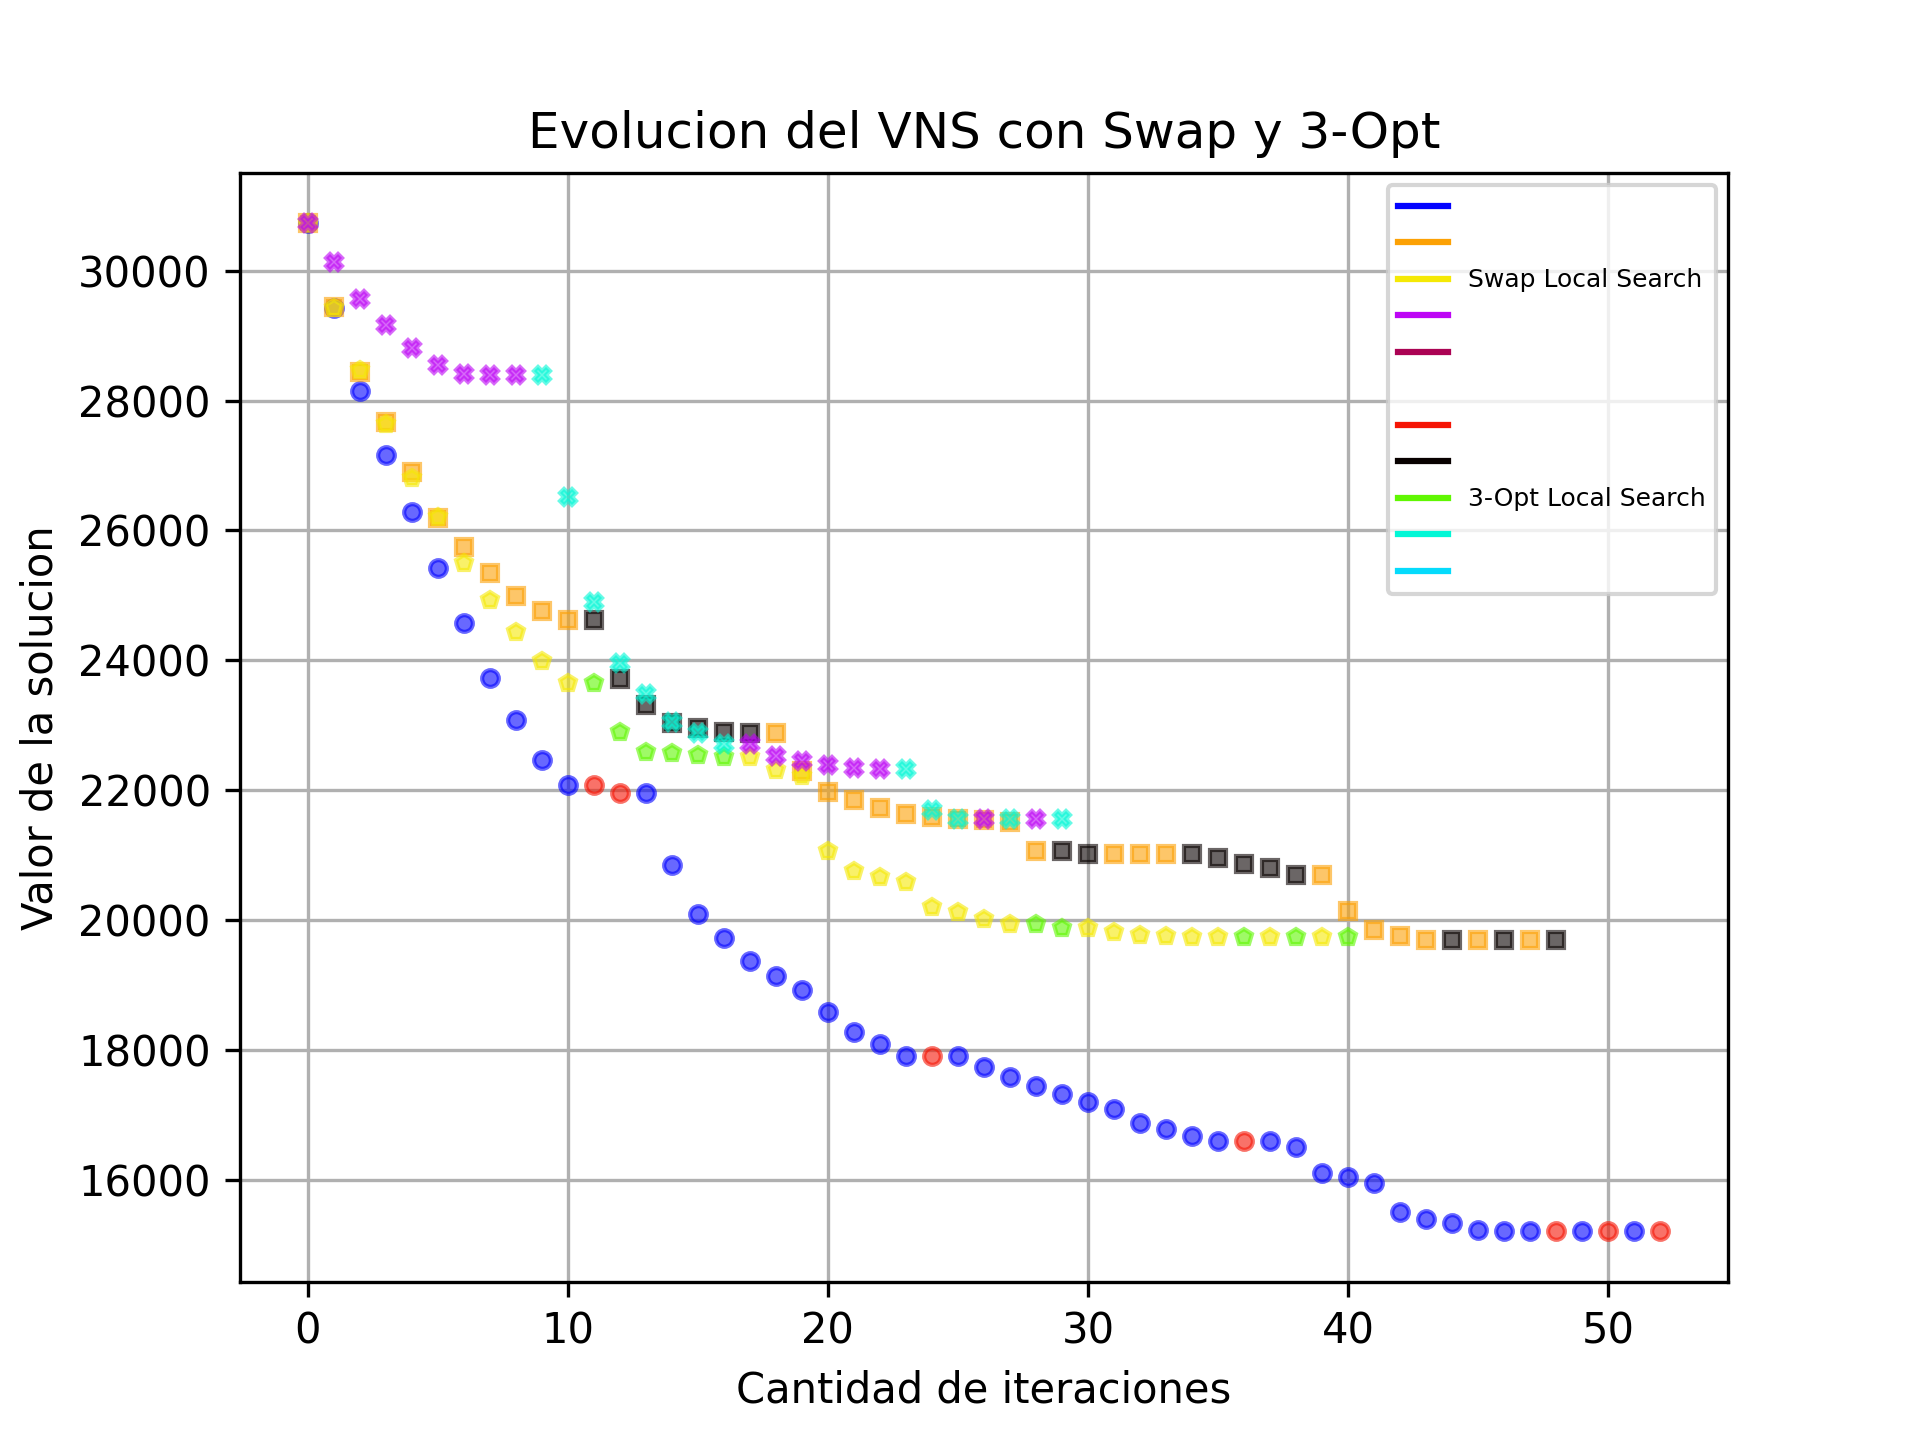 Evolucion del VNS con Swap y 3-Opt
Swap Local Search
3-Opt Local Search
Valor de la solucion
30000
28000
26000
24000
22000
20000
18000
16000
0 10 20 30 40 50
Cantidad de iteraciones